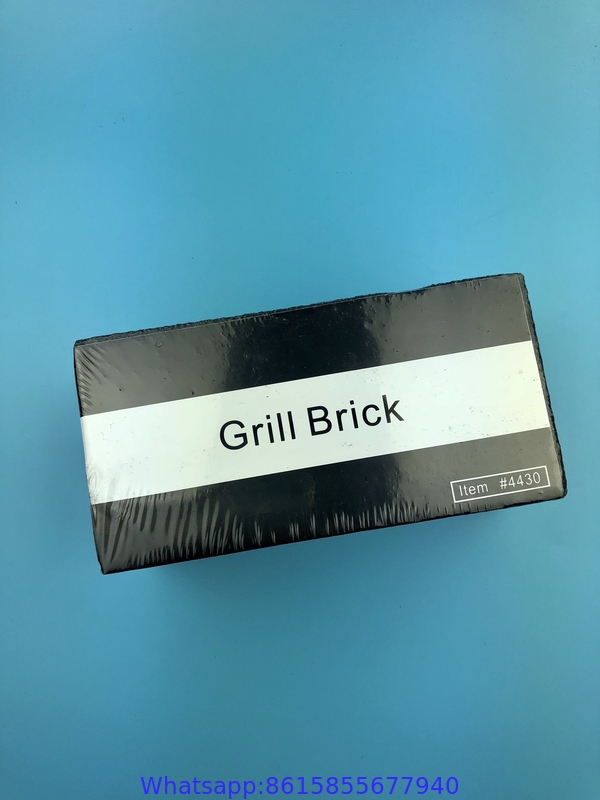 Grill Brick
Item #4430
Whatsapp:8615855677940